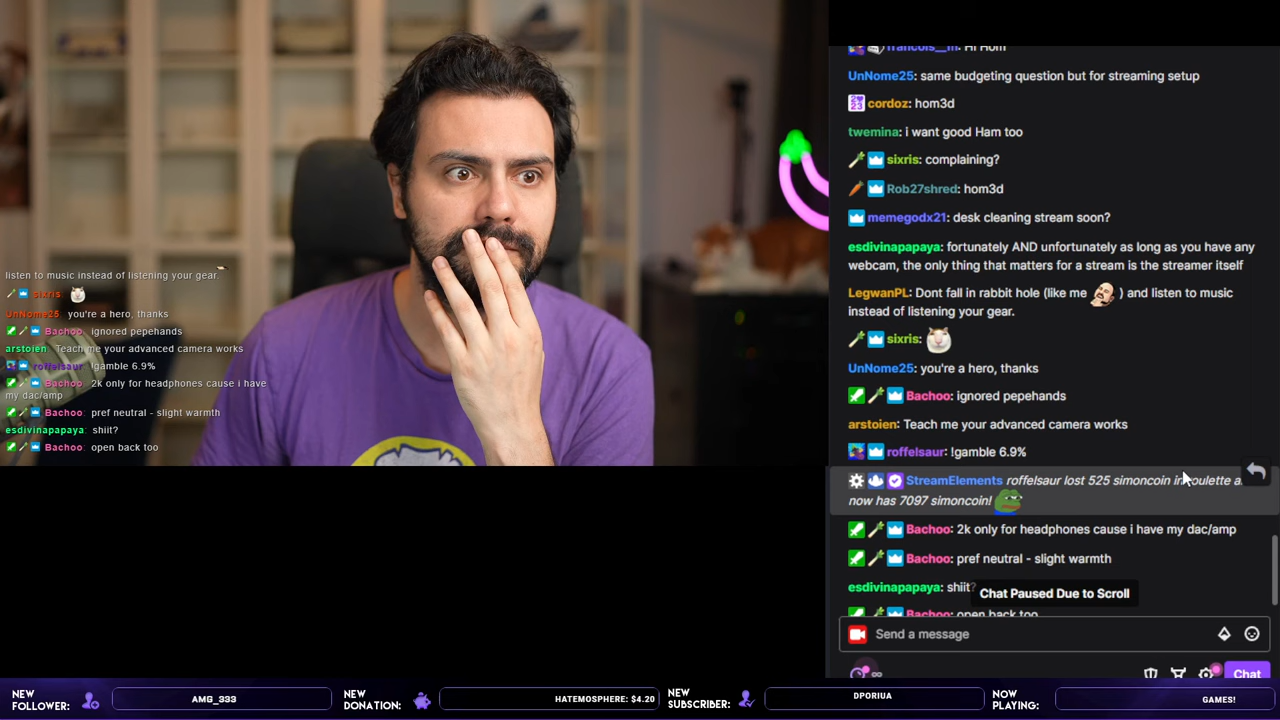 listen to music instead of listening your gear.
sixris:
UnNome25: you're a hero, thanks
Bachoo: ignored pepehands
arstoien: Teach me your advanced camera works
roffelsaur: !gamble 6.9%
Bachoo: 2k only for headphones cause i have
my dac/amp
Bachoo: pref neutral - slight warmth
esdivinapapaya: shiit?
Bachoo: open back too
francois__m: Hi Hom
UnNome25: same budgeting question but for streaming setup
cordoz: hom3d
twemina: i want good Ham too
sixris: complaining?
Rob27shred: hom3d
memegodx21: desk cleaning stream soon?
esdivinapapaya: fortunately AND unfortunately as long as you have any
webcam, the only thing that matters for a stream is the streamer itself
LegwanPL: Dont fall in rabbit hole (like me ) and listen to music
instead of listening your gear.
sixris:
UnNome25: you're a hero, thanks
Bachoo: ignored pepehands
arstoien: Teach me your advanced camera works
roffelsaur: !gamble 6.9%
StreamElements roffelsaur lost 525 simoncoin in roulette a
now has 7097 simoncoin!
Bachoo: 2k only for headphones cause i have my dac/amp
Bachoo: pref neutral - slight warmth
esdivinapapaya: shiit?
Chat Paused Due to Scroll
Bachoo: open back too
Send a message
Chat
NEW
FOLLOWER:
AMG_333
NEW
DONATION:
HATEMOSPHERE: $4.20
NEW
SUBSCRIBER:
DPORIUA
NOW
PLAYING:
GAMES!